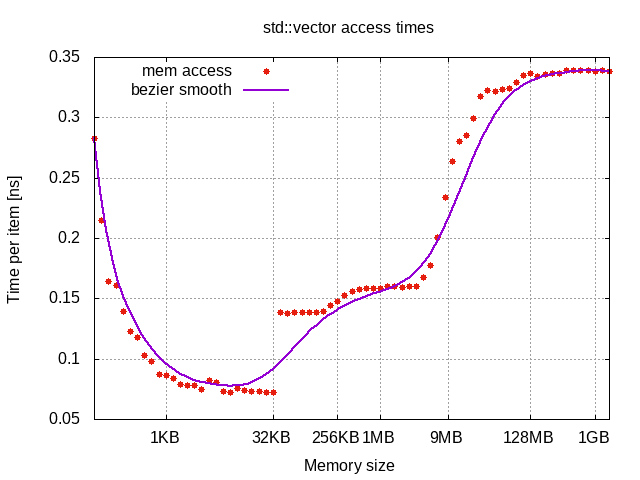 std::vector access times
0.35
mem access
bezier smooth
0.3
0.25
0.2
0.15
0.1
0.05
Time per item [ns]
1KB 32KB 256KB 1MB 9MB 128MB 1GB
Memory size